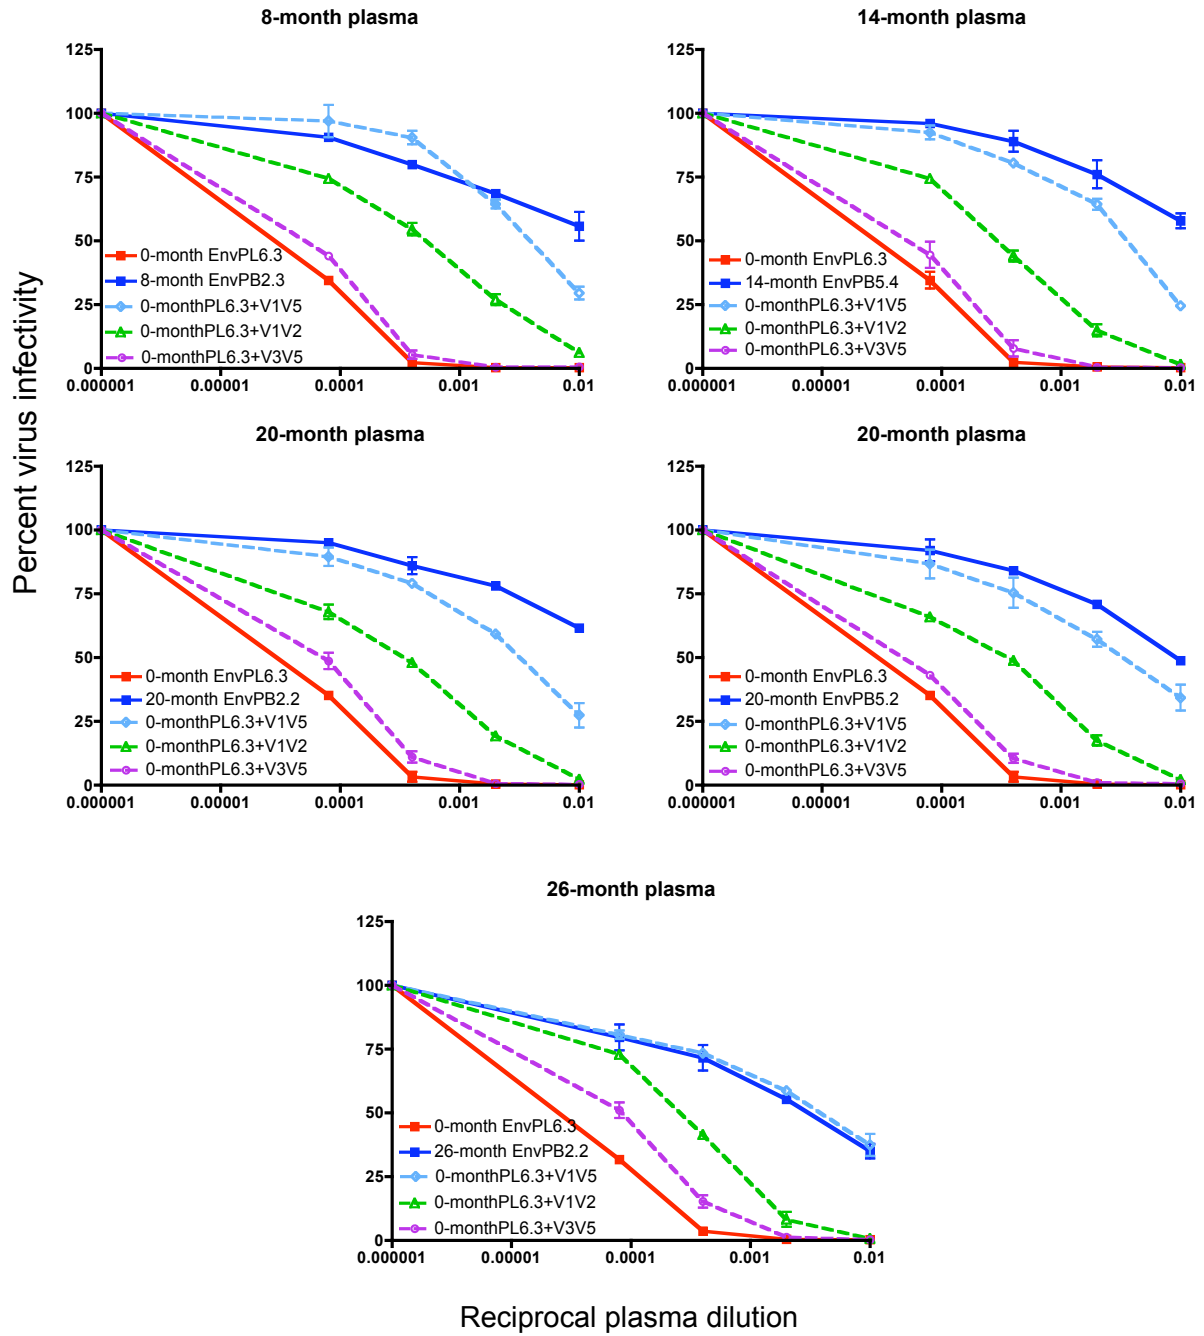 8-month plasma
125
100
75
50
25
0
0-month EnvPL6.3
8-month EnvPB2.3
0-monthPL6.3+V1V5
0-monthPL6.3+V1V2
0-monthPL6.3+V3V5
0.000001 0.00001 0.0001 0.001 0.01
14-month plasma
125
100
75
50
25
0
0-month EnvPL6.3
14-month EnvPB5.4
0-monthPL6.3+V1V5
0-monthPL6.3+V1V2
0-monthPL6.3+V3V5
0.000001 0.00001 0.0001 0.001 0.01
Percent virus infectivity
20-month plasma
125
100
75
50
25
0
0-month EnvPL6.3
20-month EnvPB2.2
0-monthPL6.3+V1V5
0-monthPL6.3+V1V2
0-monthPL6.3+V3V5
0.000001 0.00001 0.0001 0.001 0.01
20-month plasma
125
100
75
50
25
0
0-month EnvPL6.3
20-month EnvPB5.2
0-monthPL6.3+V1V5
0-monthPL6.3+V1V2
0-monthPL6.3+V3V5
0.000001 0.00001 0.0001 0.001 0.01
26-month plasma
125
100
75
50
25
0
0-month EnvPL6.3
26-month EnvPB2.2
0-monthPL6.3+V1V5
0-monthPL6.3+V1V2
0-monthPL6.3+V3V5
0.000001 0.00001 0.0001 0.001 0.01
Reciprocal plasma dilution